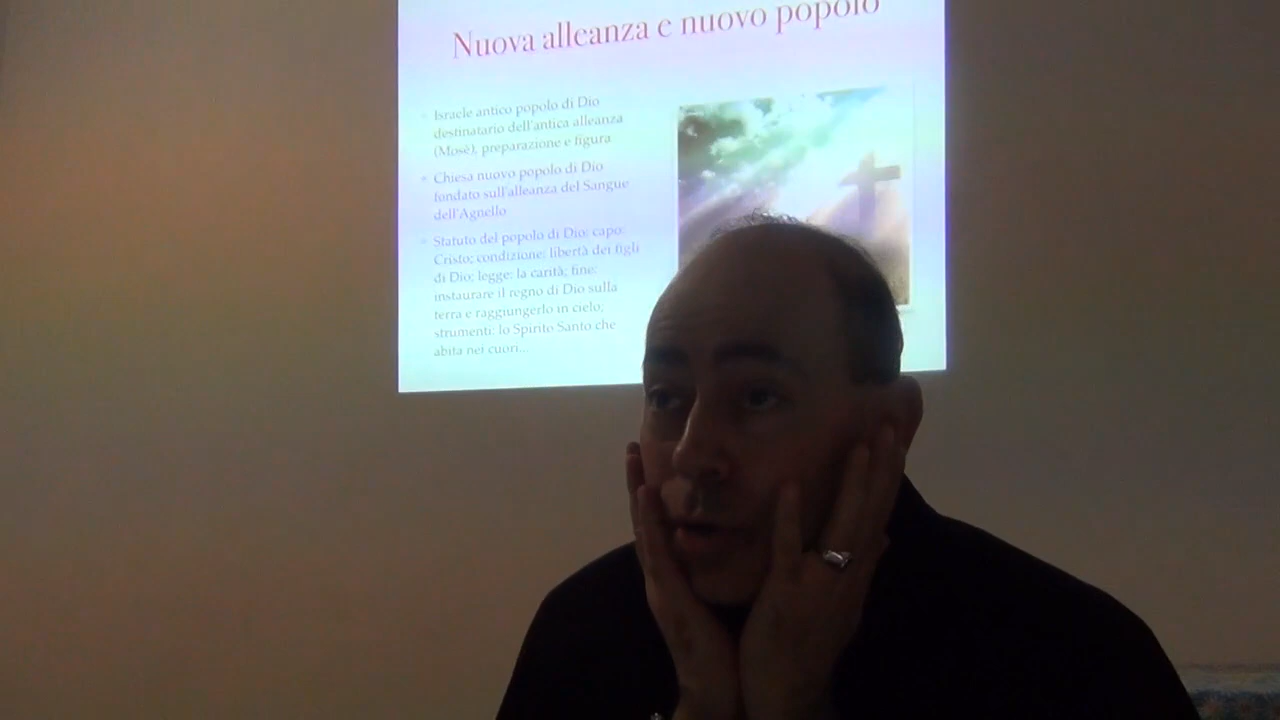 Nuova alleanza e nuovo popolo
Israele antico popolo di Dio
destinatario dell'antica alleanza
(Mosè), preparazione e figura
Chiesa nuovo popolo di Dio
fondato sull'alleanza del Sangue
dell'Agnello
Statuto del popolo di Dio: capo:
Cristo; condizione: libertà dei figli
di Dio; legge: la carità; fine:
instaurare il regno di Dio sulla
terra e raggiungerlo in cielo;
strumenti: lo Spirito Santo che
abita nei cuori...